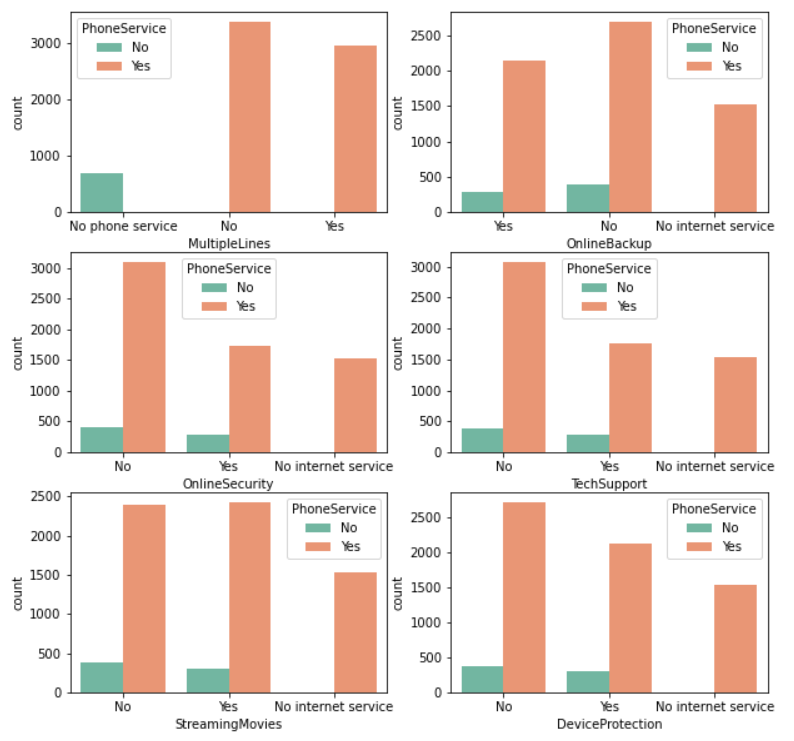 PhoneService
No
Yes
3000
2000
1000
0
count
No phone service No Yes
MultipleLines
PhoneService
No
Yes
2500
2000
1500
1000
500
0
count
Yes No No internet service
OnlineBackup
PhoneService
No
Yes
3000
2500
2000
1500
1000
500
0
count
No Yes No internet service
OnlineSecurity
PhoneService
No
Yes
3000
2500
2000
1500
1000
500
0
count
No Yes No internet service
TechSupport
PhoneService
No
Yes
2500
2000
1500
1000
500
0
count
No Yes No internet service
StreamingMovies
PhoneService
No
Yes
2500
2000
1500
1000
500
0
count
No Yes No internet service
DeviceProtection